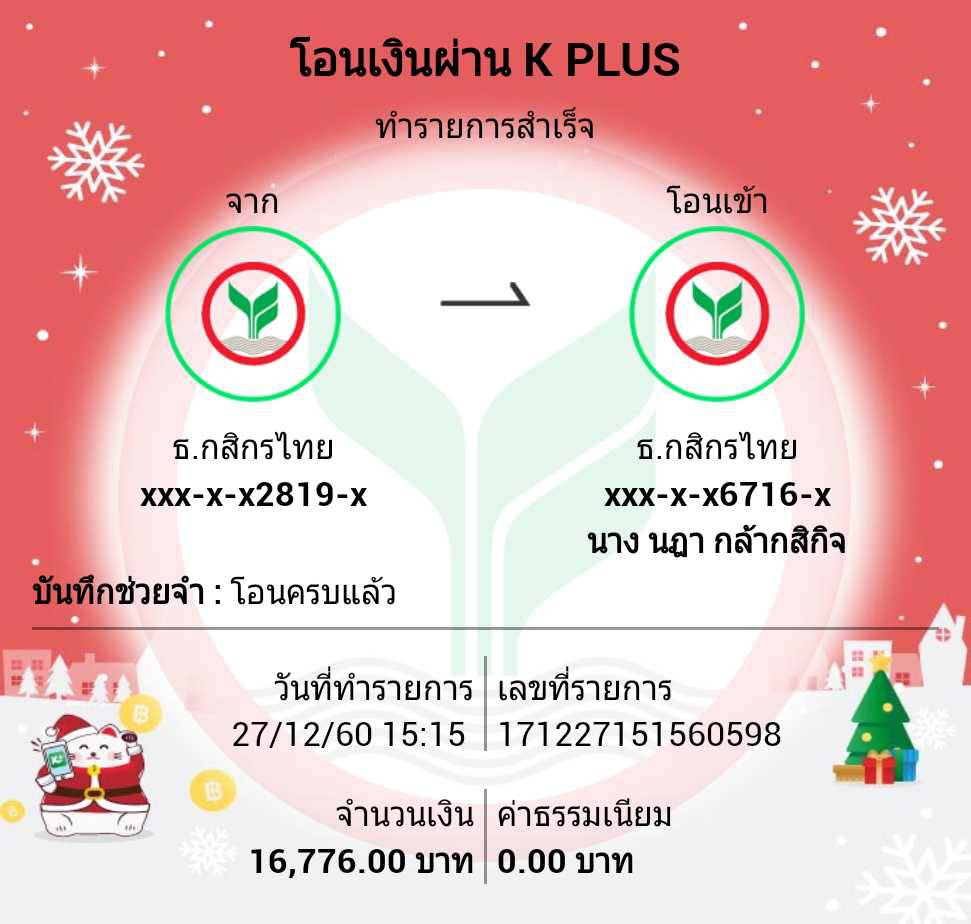 โอนเงินผ่าน K PLUS
ทำรายการสำเร็จ
จาก
โอนเข้า
ธ.กสิกรไทย
xxx-x-x2819-x
ธ.กสิกรไทย
xxx-x-x6716-x
นาง นฎา กล้ากสิกิจ
บันทึกช่วยจำ : โอนครบแล้ว
วันที่ทำรายการ
27/12/60 15:15
เลขที่รายการ
171227151560598
จำนวนเงิน
16,776.00 บาท
ค่าธรรมเนียม
0.00 บาท